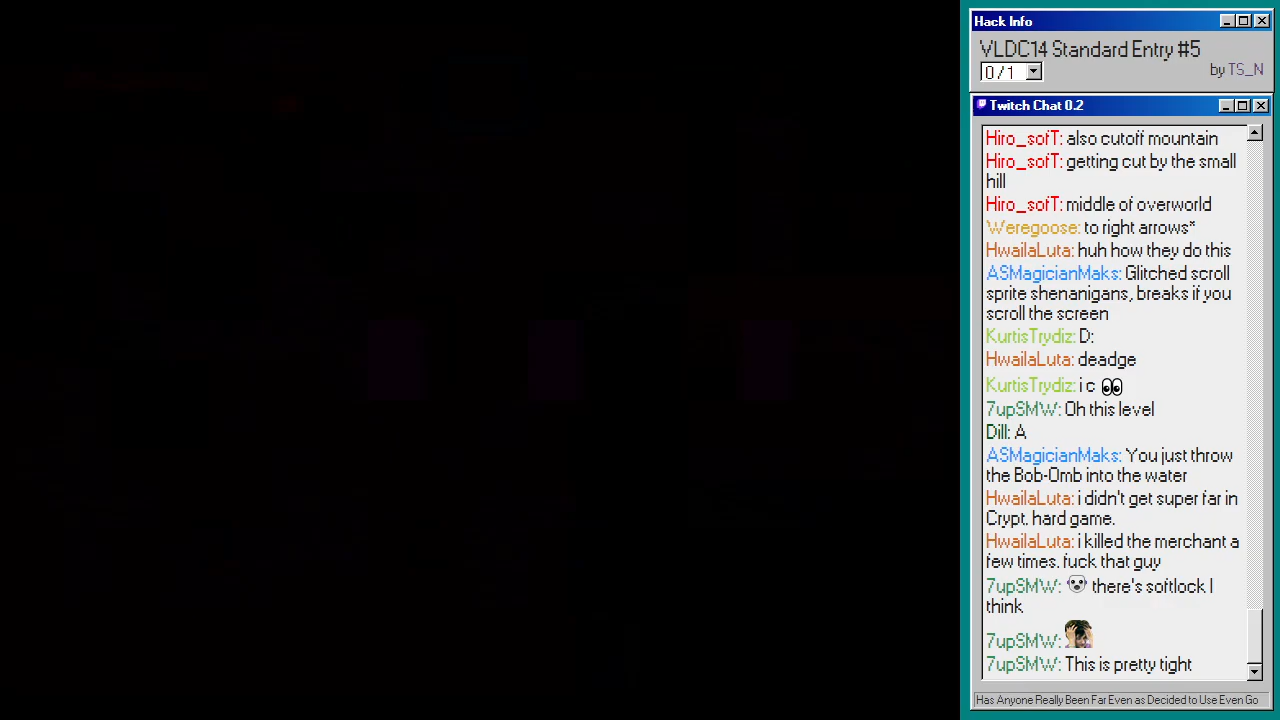 Hack Info
VLDC14 Standard Entry #5
0/1
by TS_N
Twitch Chat 0.2
Hiro_sofT: also cutoff mountain
Hiro_sofT: getting cut by the small
hill
Hiro_sofT: middle of overworld
Weregoose: to right arrows*
HwailaLuta: huh how they do this
ASMagicianMaks: Glitched scroll
sprite shenanigans, breaks if you
scroll the screen
KurtisTrydiz: D:
HwailaLuta: deadge
KurtisTrydiz: i c
7upSMW: Oh this level
Dill: A
ASMagicianMaks: You just throw
the Bob-Omb into the water
HwailaLuta: i didn't get super far in
Crypt. hard game.
HwailaLuta: i killed the merchant a
few times. fuck that guy
7upSMW: there's softlock I
think
7upSMW:
7upSMW: This is pretty tight
Has Anyone Really Been Far Even as Decided to Use Even Go